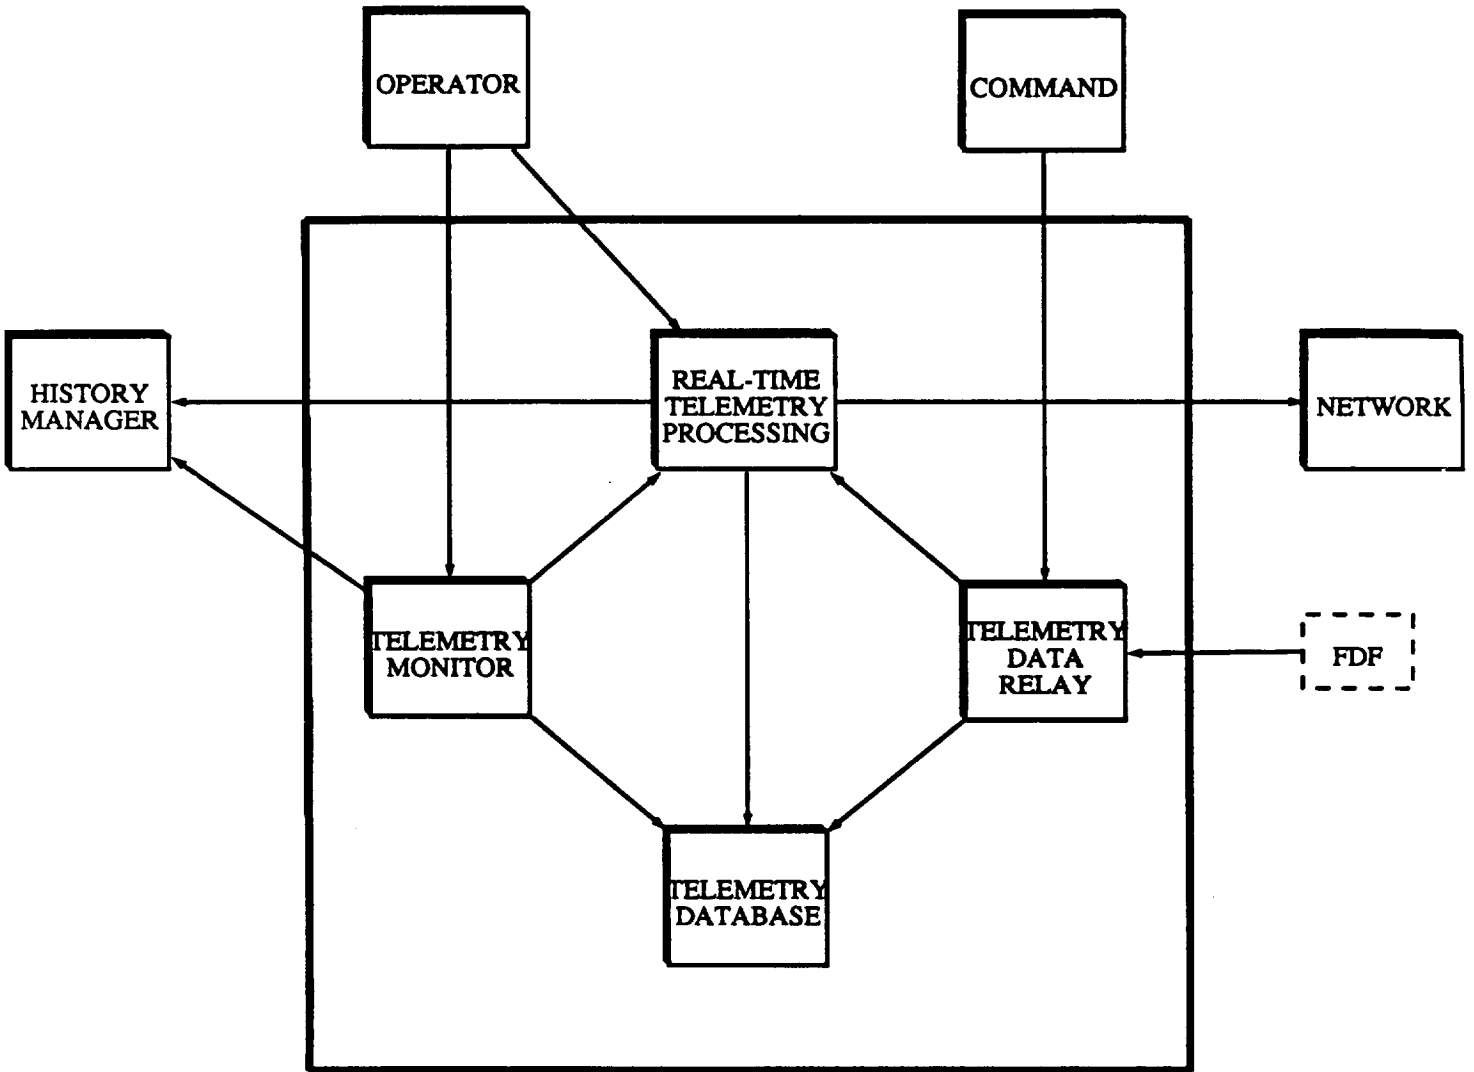 OPERATOR
COMMAND
HISTORY
MANAGER
REAL-TIME
TELEMETRY
PROCESSING
NETWORK
TELEMETRY
MONITOR
TELEMETRY
DATA
RELAY
FDF
TELEMETRY
DATABASE